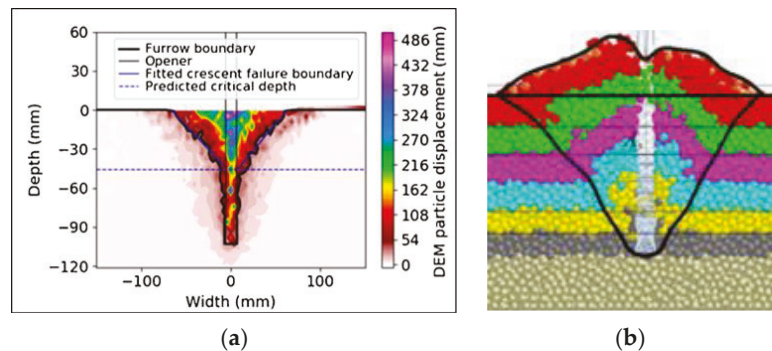 60
30
0
−30
−60
−90
−120
Depth (mm)
−100
0
100
Width (mm)
Furrow boundary
Opener
Fitted crescent failure boundary
Predicted critical depth
486
432
378
324
270
216
162
108
54
0
DEM particle displacement (mm)
(a)
(b)